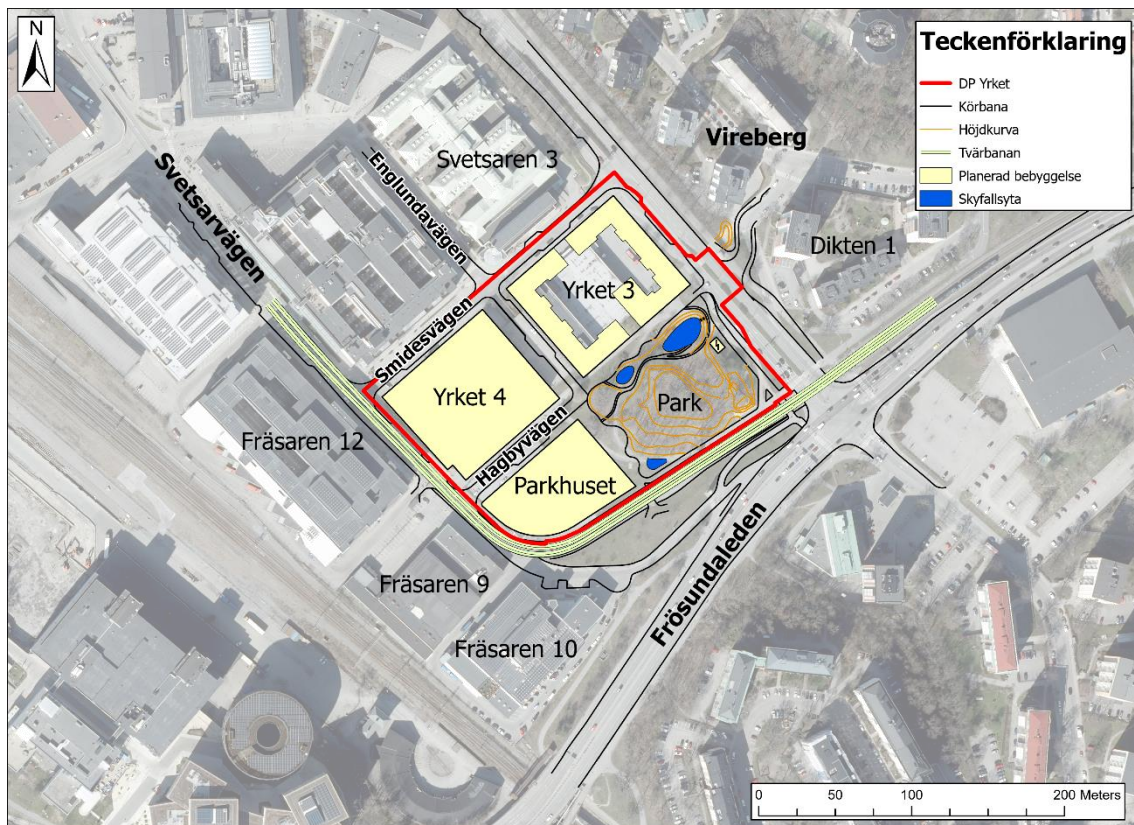 N
Teckenförklaring
DP Yrket
Körbana
Höjdkurva
Tvärbanan
Planerad bebyggelse
Skyfallsyta
Vireberg
Svetsaren 3
Englundavägen
Svetsarvägen
Dikten 1
Yrket 3
Smidesvägen
Yrket 4
Park
Hagbyvägen
Fräsaren 12
Parkhuset
Frösundaleden
Fräsaren 9
Fräsaren 10
0 50 100 200 Meters